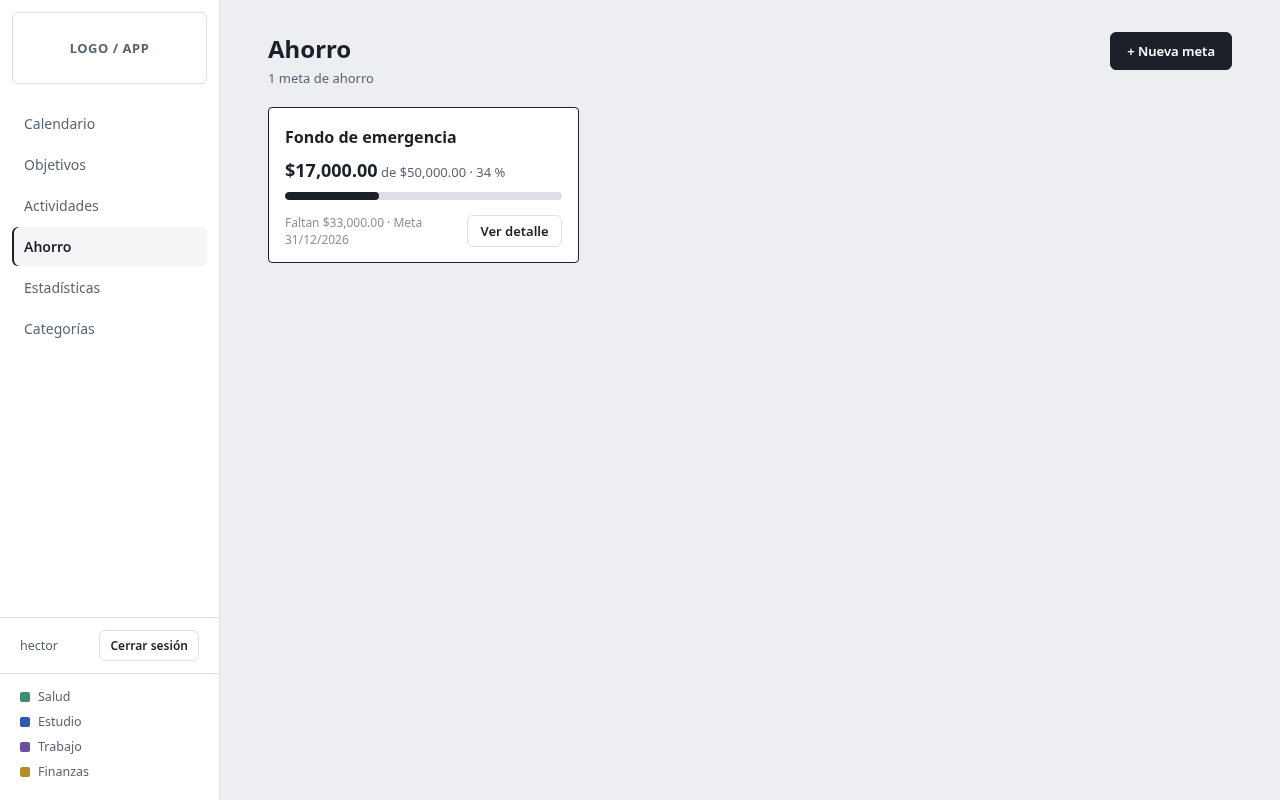 LOGO / APP
Calendario
Objetivos
Actividades
Ahorro
Estadísticas
Categorías
hector
Cerrar sesión
Salud
Estudio
Trabajo
Finanzas
Ahorro
1 meta de ahorro
+ Nueva meta
Fondo de emergencia
$17,000.00 de $50,000.00 · 34 %
Faltan $33,000.00 · Meta
31/12/2026
Ver detalle